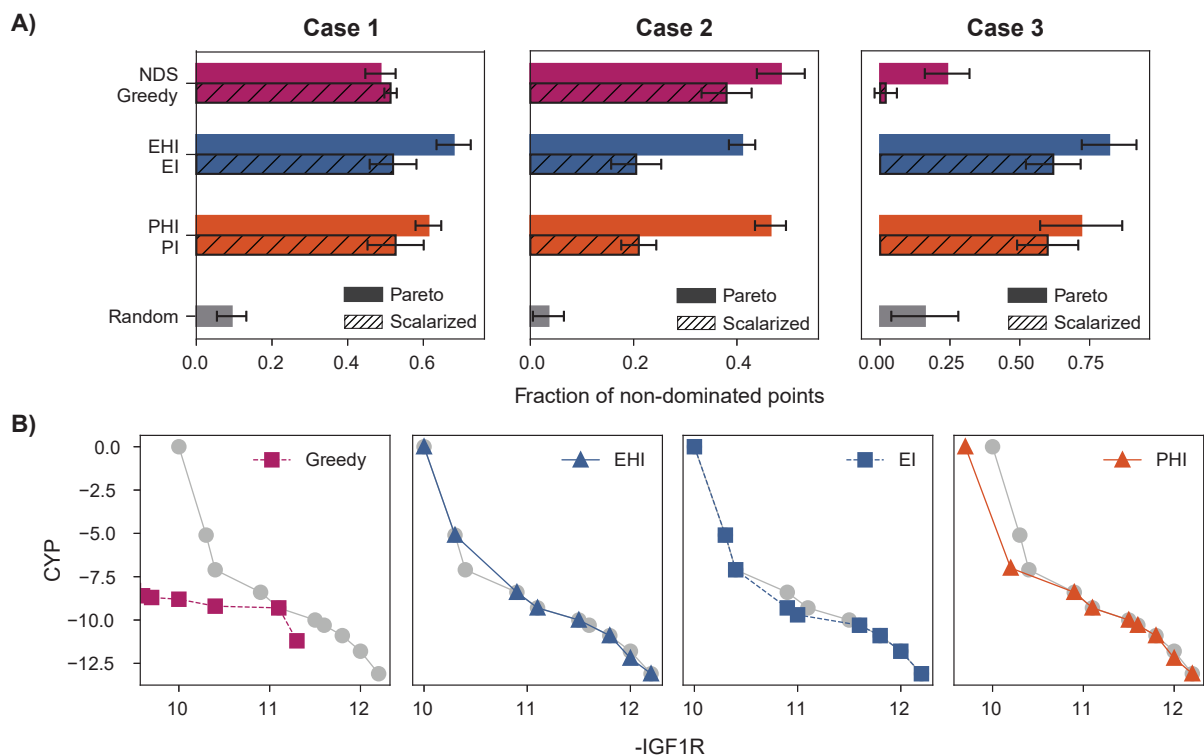 A)
Case 1
Case 2
Case 3
NDS
Greedy
EHI
EI
PHI
PI
Random
Pareto
Scalarized
Pareto
Scalarized
Pareto
Scalarized
0.0 0.2 0.4 0.6
0.0 0.2 0.4
0.00 0.25 0.50 0.75
Fraction of non-dominated points
B)
CYP
0.0
−2.5
−5.0
−7.5
−10.0
−12.5
Greedy
EHI
EI
PHI
10 11 12
10 11 12
10 11 12
10 11 12
-IGF1R